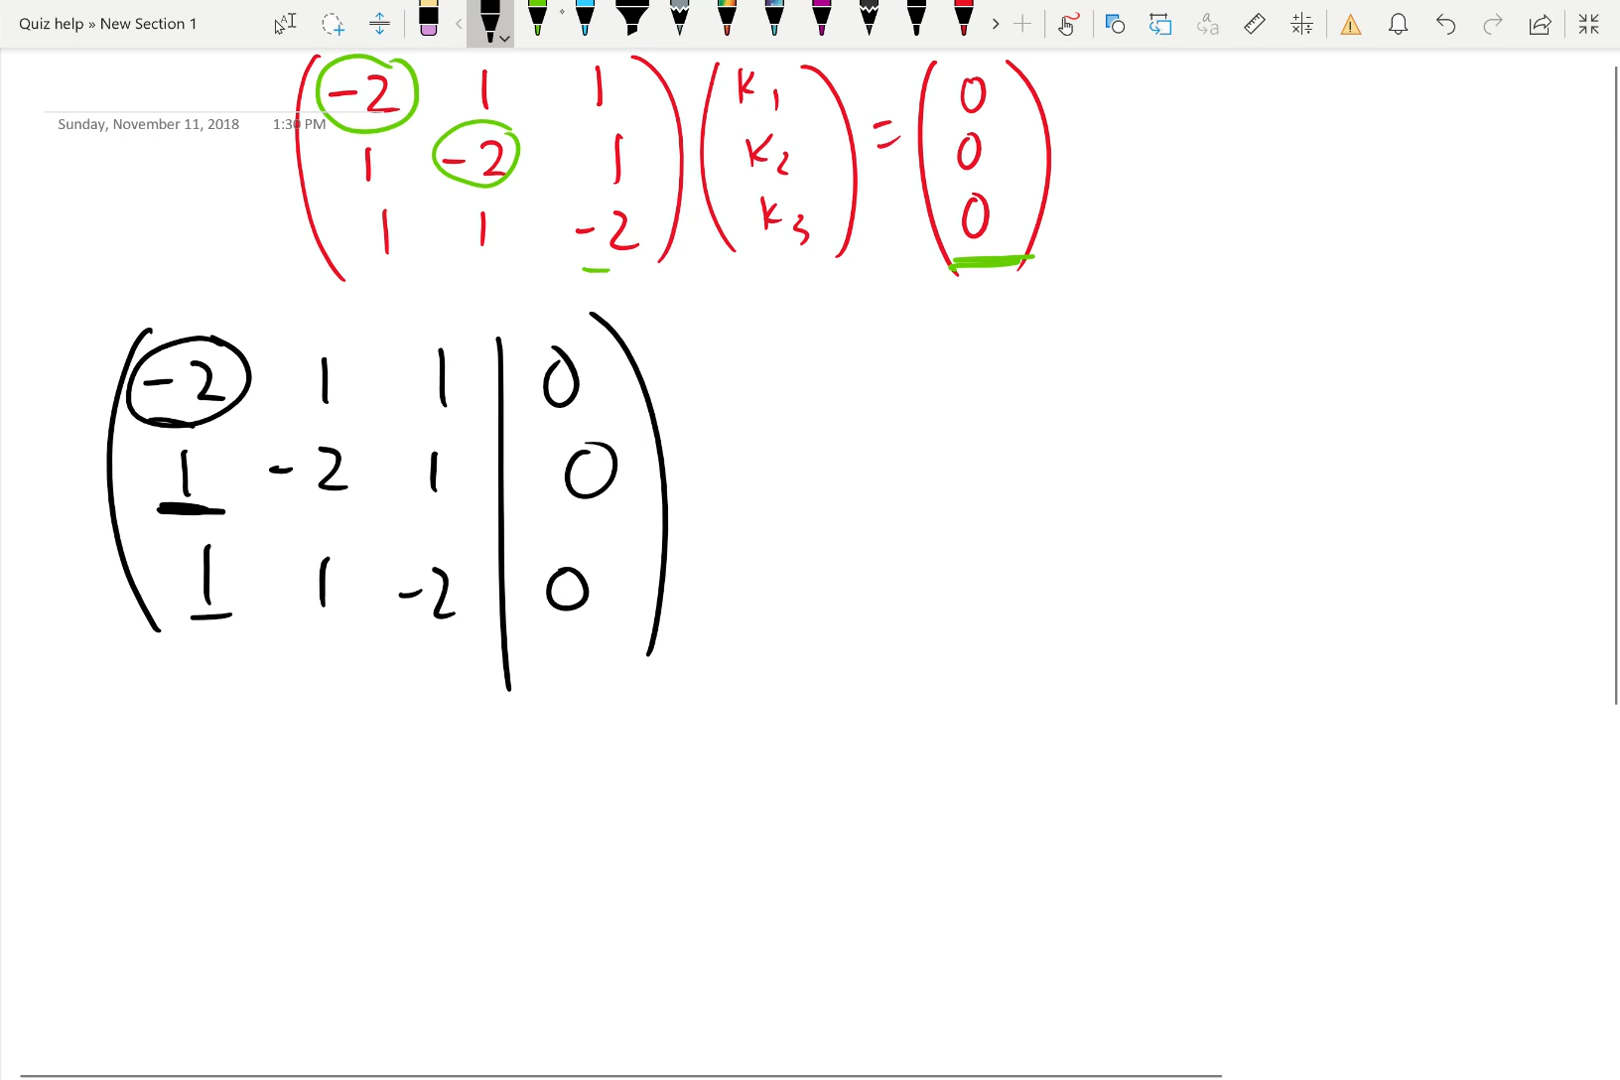 Quiz help » New Section 1
-2 1 1 K1 0
Sunday, November 11, 2018 1:30 PM
1 -2 1 K2 = 0
1 1 -2 K3 0
-2 1 1 | 0
1 -2 1 | 0
1 1 -2 | 0